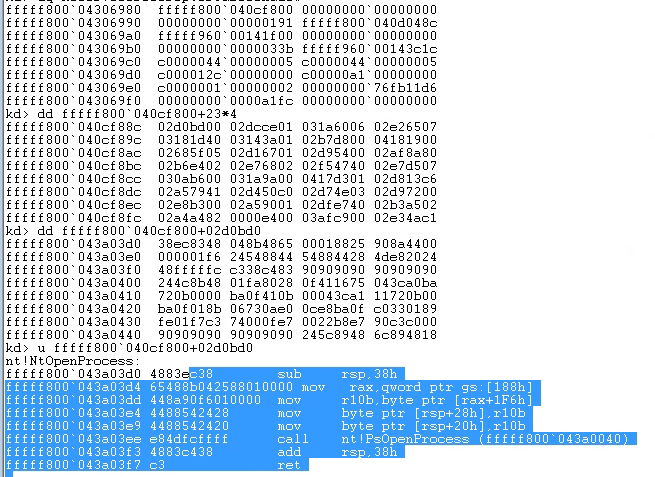 fffff800`04306980  fffff800`040cf800 00000000`00000000
fffff800`04306990  00000000`00000191 fffff800`040d048c
fffff800`043069a0  fffff960`00141f00 00000000`00000000
fffff800`043069b0  00000000`0000033b fffff960`00143c1c
fffff800`043069c0  c0000044`00000005 c0000044`00000005
fffff800`043069d0  c000012c`00000000 c00000a1`00000000
fffff800`043069e0  c0000001`00000002 00000000`76fb11d6
fffff800`043069f0  00000000`0000a1fc 00000000`00000000
kd> dd fffff800`040cf800+23*4
fffff800`040cf88c  02d0bd00 02dcce01 031a6006 02e26507
fffff800`040cf89c  03181d40 03143a01 02b7d800 04181900
fffff800`040cf8ac  02685f05 02d16701 02d95400 02af8a80
fffff800`040cf8bc  02b6e402 02e76802 02f54740 02e7d507
fffff800`040cf8cc  030ab600 031a9a00 0417d301 02d813c6
fffff800`040cf8dc  02a57941 02d450c0 02d74e03 02d97200
fffff800`040cf8ec  02e8b300 02a59001 02dfe740 02b3a502
fffff800`040cf8fc  02a4a482 0000e400 03afc900 02e34ac1
kd> dd fffff800`040cf800+02d0bd0
fffff800`043a03d0  38ec8348 048b4865 00018825 908a4400
fffff800`043a03e0  000001f6 24548844 54884428 4de82024
fffff800`043a03f0  48fffffc c338c483 90909090 90909090
fffff800`043a0400  244c8b48 01fa8028 0f411675 043ca0ba
fffff800`043a0410  720b0000 ba0f410b 00043ca1 11720b00
fffff800`043a0420  ba0f018b 06730ae0 0ce8ba0f c0330189
fffff800`043a0430  fe01f7c3 74000fe7 0022b8e7 90c3c000
fffff800`043a0440  90909090 90909090 245c8948 6c894818
kd> u fffff800`040cf800+02d0bd0
nt!NtOpenProcess:
fffff800`043a03d0 4883ec38        sub     rsp,38h
fffff800`043a03d4 65488b042588010000 mov   rax,qword ptr gs:[188h]
fffff800`043a03dd 448a90f6010000  mov     r10b,byte ptr [rax+1F6h]
fffff800`043a03e4 4488542428      mov     byte ptr [rsp+28h],r10b
fffff800`043a03e9 4488542420      mov     byte ptr [rsp+20h],r10b
fffff800`043a03ee e84dfcffff      call    nt!PsOpenProcess (fffff800`043a0040)
fffff800`043a03f3 4883c438        add     rsp,38h
fffff800`043a03f7 c3              ret